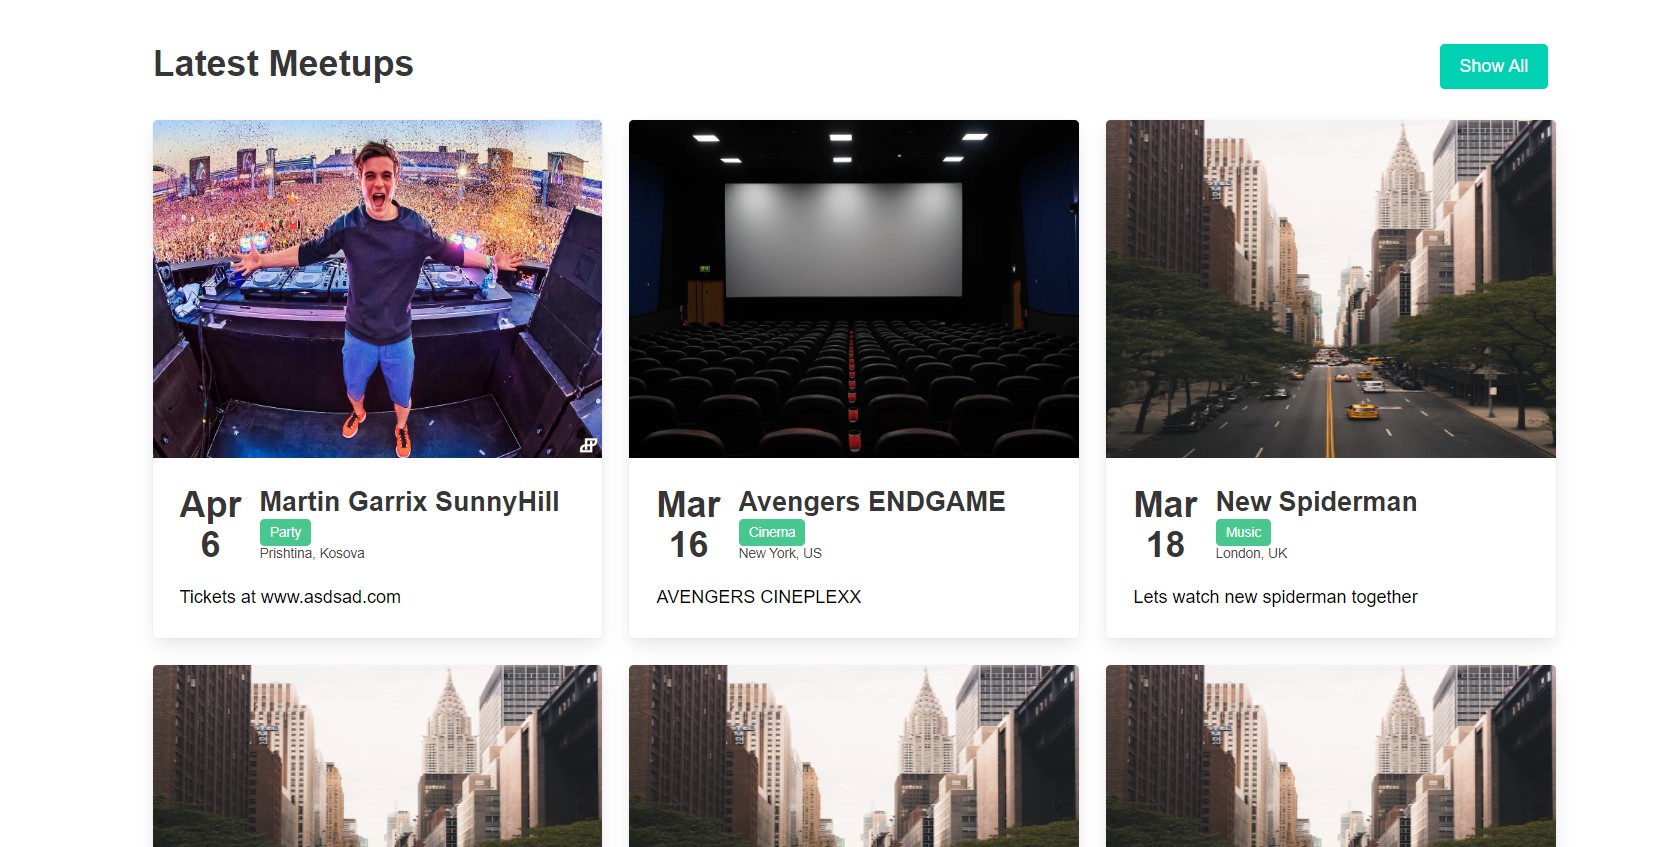 Latest Meetups
Show All
Apr
6
Martin Garrix SunnyHill
Party
Prishtina, Kosova
Tickets at www.asdsad.com
Mar
16
Avengers ENDGAME
Cinema
New York, US
AVENGERS CINEPLEXX
Mar
18
New Spiderman
Music
London, UK
Lets watch new spiderman together